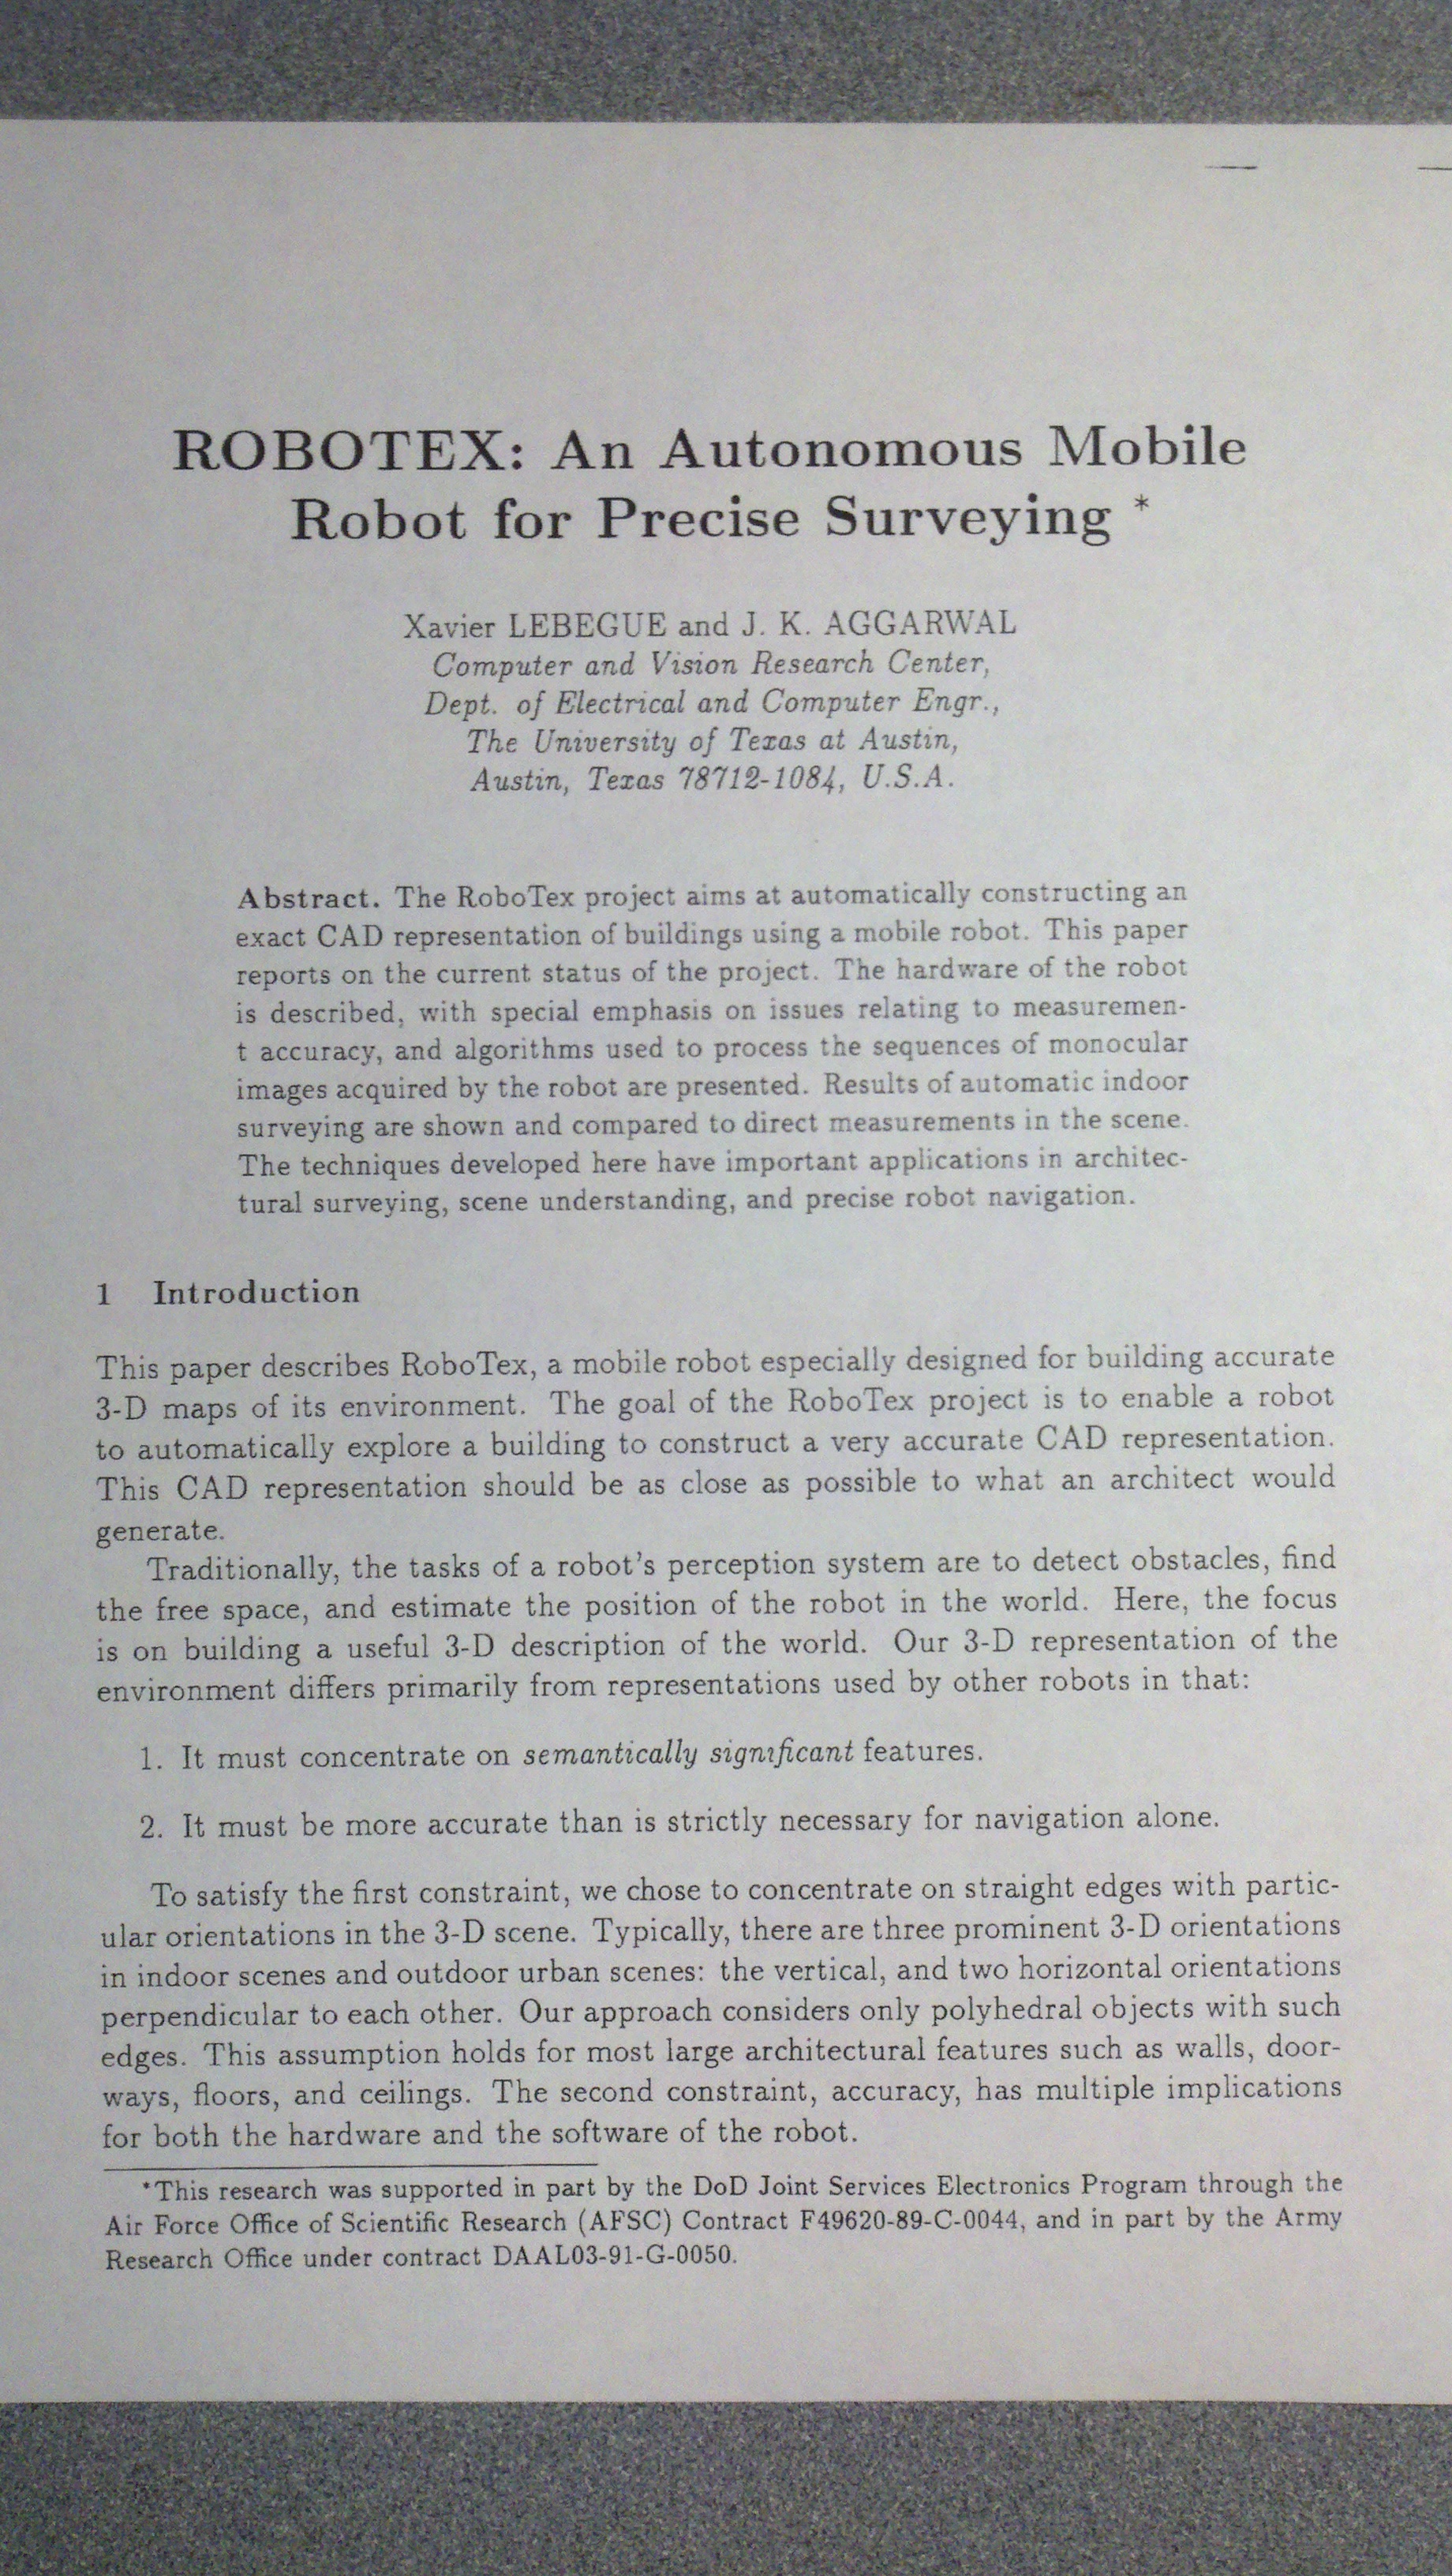 ROBOTEX: An Autonomous Mobile
Robot for Precise Surveying *
Xavier LEBEGUE and J. K. AGGARWAL
Computer and Vision Research Center,
Dept. of Electrical and Computer Engr.,
The University of Texas at Austin,
Austin, Texas 78712-1084, U.S.A.
Abstract. The RoboTex project aims at automatically constructing an
exact CAD representation of buildings using a mobile robot. This paper
reports on the current status of the project. The hardware of the robot
is described, with special emphasis on issues relating to measuremen-
t accuracy, and algorithms used to process the sequences of monocular
images acquired by the robot are presented. Results of automatic indoor
surveying are shown and compared to direct measurements in the scene.
The techniques developed here have important applications in architec-
tural surveying, scene understanding, and precise robot navigation.
1 Introduction
This paper describes RoboTex, a mobile robot especially designed for building accurate
3-D maps of its environment. The goal of the RoboTex project is to enable a robot
to automatically explore a building to construct a very accurate CAD representation.
This CAD representation should be as close as possible to what an architect would
generate.
Traditionally, the tasks of a robot's perception system are to detect obstacles, find
the free space, and estimate the position of the robot in the world. Here, the focus
is on building a useful 3-D description of the world. Our 3-D representation of the
environment differs primarily from representations used by other robots in that:
1. It must concentrate on semantically significant features.
2. It must be more accurate than is strictly necessary for navigation alone.
To satisfy the first constraint, we chose to concentrate on straight edges with partic-
ular orientations in the 3-D scene. Typically, there are three prominent 3-D orientations
in indoor scenes and outdoor urban scenes: the vertical, and two horizontal orientations
perpendicular to each other. Our approach considers only polyhedral objects with such
edges. This assumption holds for most large architectural features such as walls, door-
ways, floors, and ceilings. The second constraint, accuracy, has multiple implications
for both the hardware and the software of the robot.
*This research was supported in part by the DoD Joint Services Electronics Program through the
Air Force Office of Scientific Research (AFSC) Contract F49620-89-C-0044, and in part by the Army
Research Office under contract DAAL03-91-G-0050.